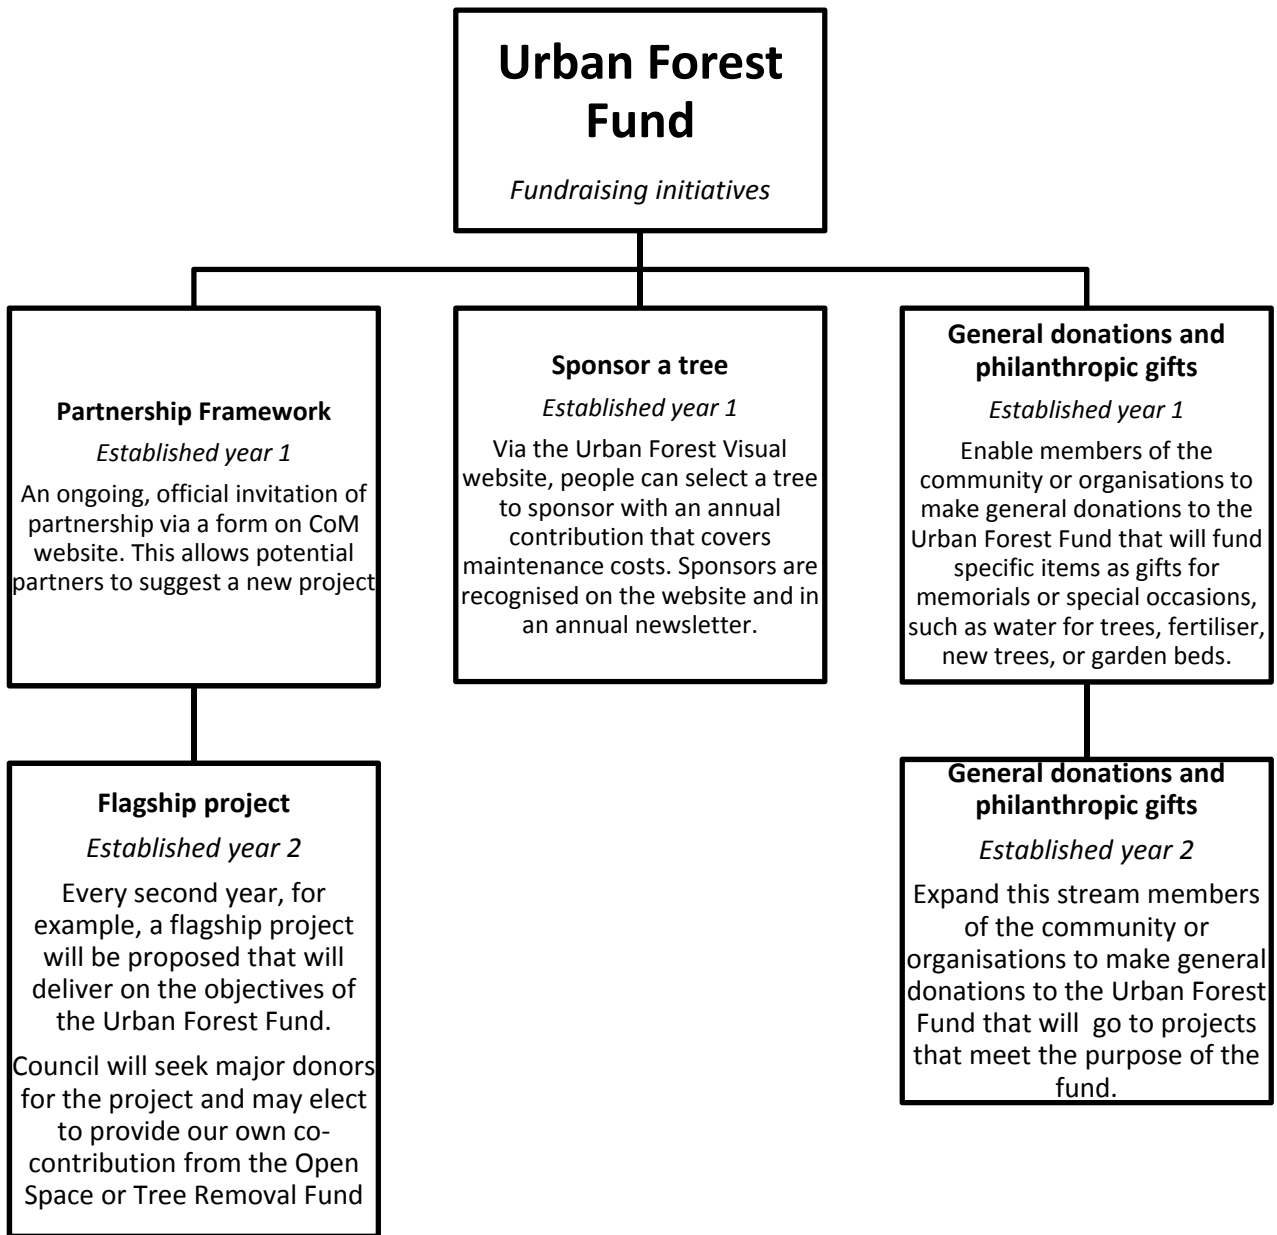 Urban Forest
Fund
Fundraising initiatives
Partnership Framework
Established year 1
An ongoing, official invitation of
partnership via a form on CoM
website. This allows potential
partners to suggest a new project
Sponsor a tree
Established year 1
Via the Urban Forest Visual
website, people can select a tree
to sponsor with an annual
contribution that covers
maintenance costs. Sponsors are
recognised on the website and in
an annual newsletter.
General donations and
philanthropic gifts
Established year 1
Enable members of the
community or organisations to
make general donations to the
Urban Forest Fund that will fund
specific items as gifts for
memorials or special occasions,
such as water for trees, fertiliser,
new trees, or garden beds.
Flagship project
Established year 2
Every second year, for
example, a flagship project
will be proposed that will
deliver on the objectives of
the Urban Forest Fund.
Council will seek major donors
for the project and may elect
to provide our own co-
contribution from the Open
Space or Tree Removal Fund
General donations and
philanthropic gifts
Established year 2
Expand this stream members
of the community or
organisations to make general
donations to the Urban Forest
Fund that will  go to projects
that meet the purpose of the
fund.